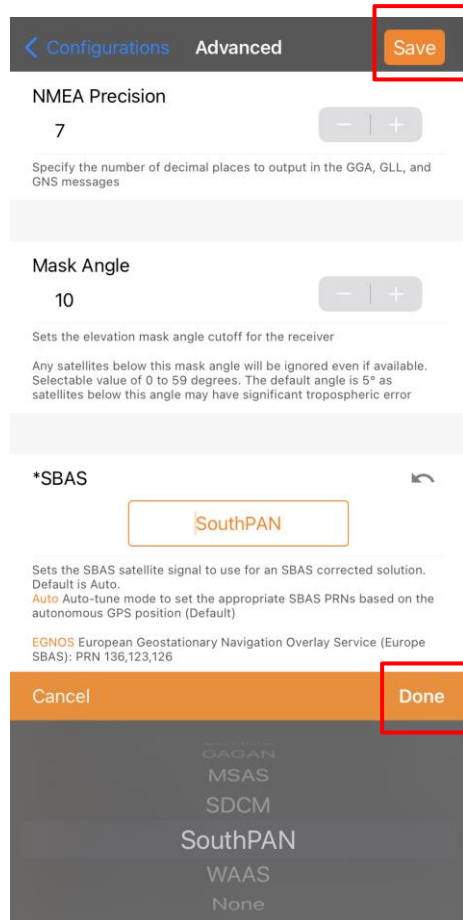 Configurations Advanced Save
NMEA Precision
7
Specify the number of decimal places to output in the GGA, GLL, and
GNS messages
Mask Angle
10
Sets the elevation mask angle cutoff for the receiver
Any satellites below this mask angle will be ignored even if available.
Selectable value of 0 to 59 degrees. The default angle is 5° as
satellites below this angle may have significant tropospheric error
*SBAS
SouthPAN
Sets the SBAS satellite signal to use for an SBAS corrected solution.
Default is Auto.
Auto Auto-tune mode to set the appropriate SBAS PRNs based on the
autonomous GPS position (Default)
EGNOS European Geostationary Navigation Overlay Service (Europe
SBAS): PRN 136,123,126
Cancel Done
GAGAN
MSAS
SDCM
SouthPAN
WAAS
None